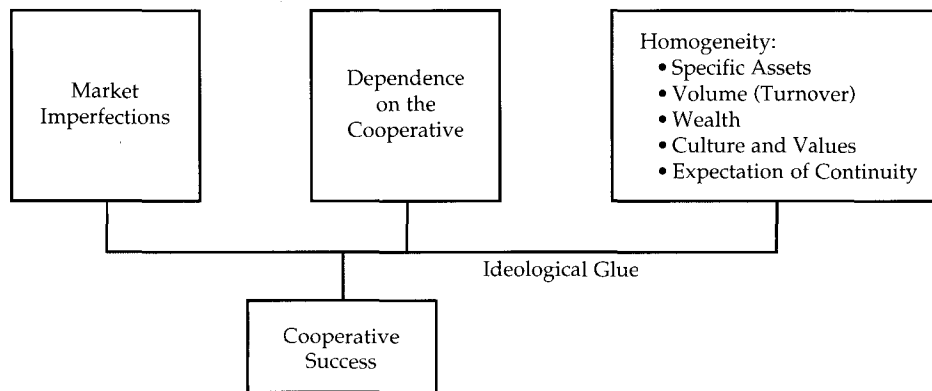 Market
Imperfections
Dependence
on the
Cooperative
Homogeneity:
• Specific Assets
• Volume (Turnover)
• Wealth
• Culture and Values
• Expectation of Continuity
Ideological Glue
Cooperative
Success